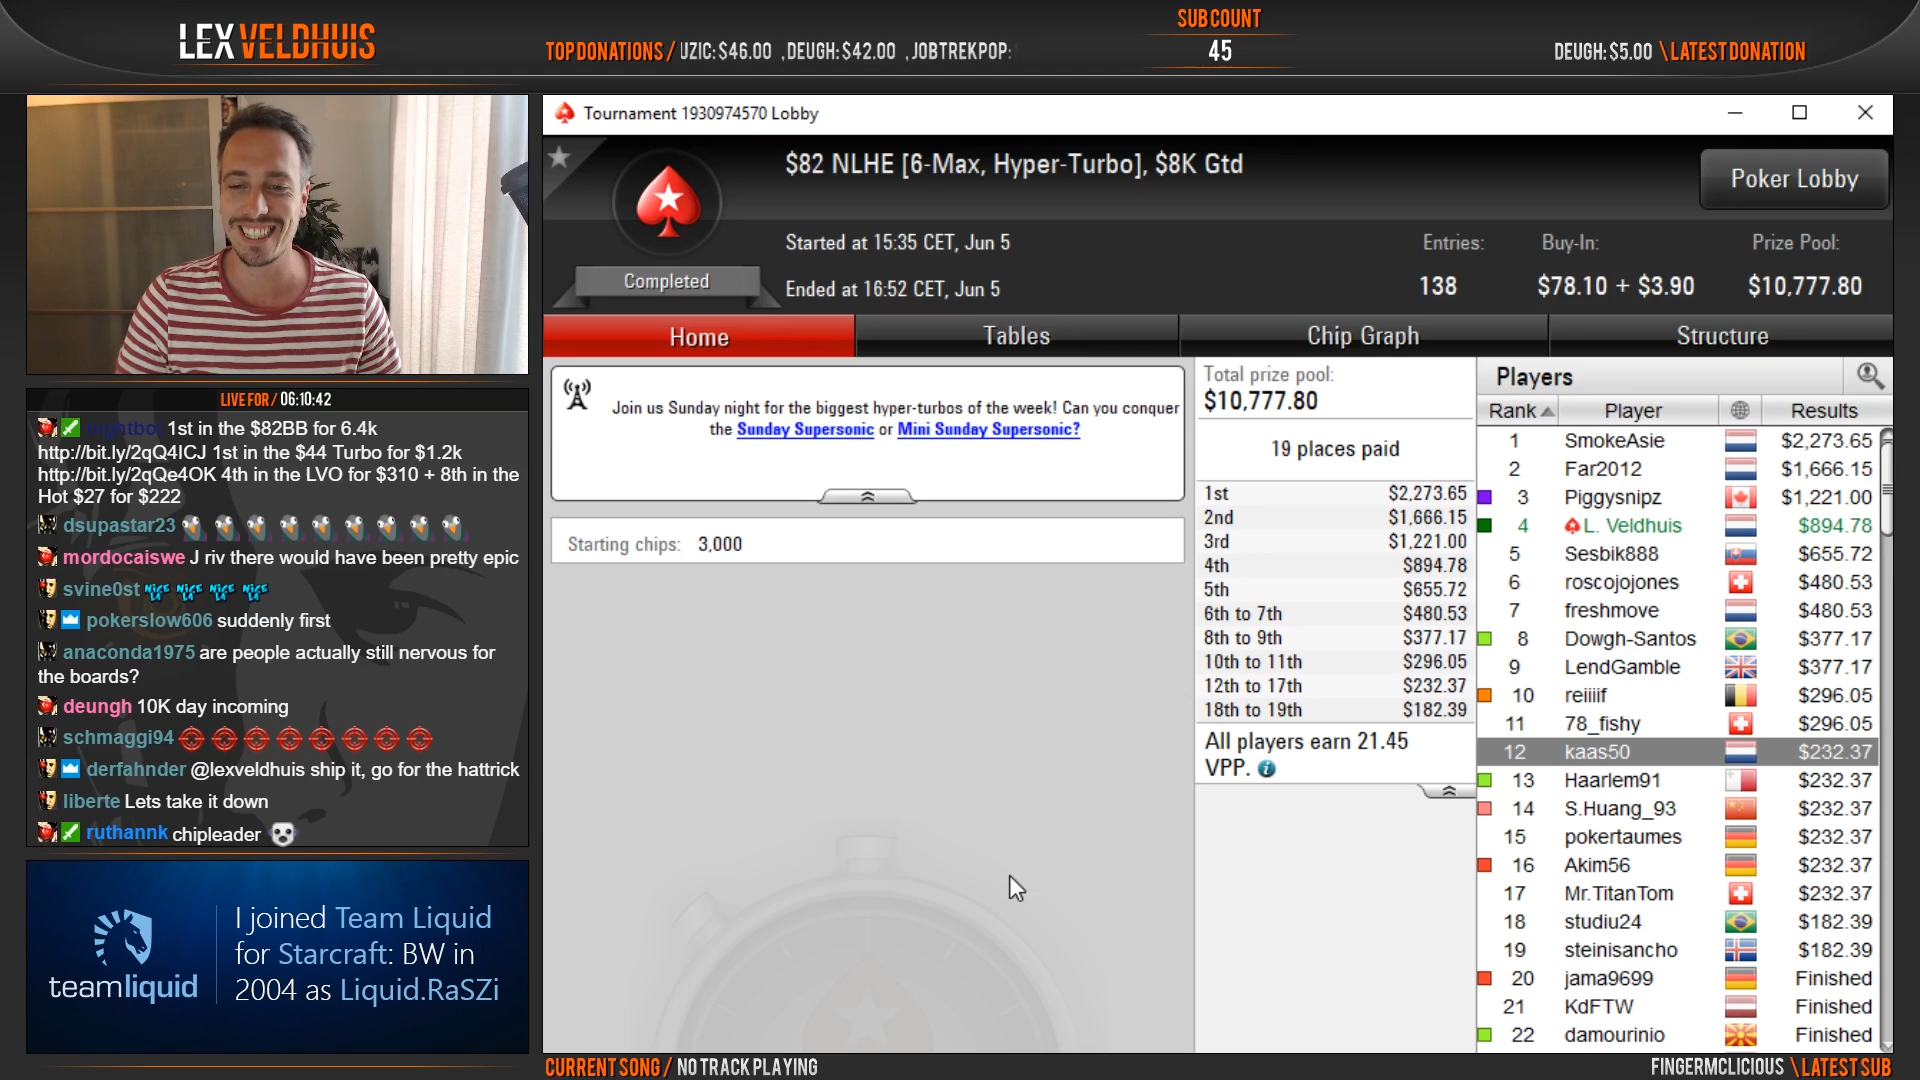 LEX VELDHUIS
TOP DONATIONS / UZIC: $46.00 , DEUGH: $42.00 , JOBTREKPOP:
SUB COUNT
45
DEUGH: $5.00 \ LATEST DONATION
Tournament 1930974570 Lobby
$82 NLHE [6-Max, Hyper-Turbo], $8K Gtd
Poker Lobby
Completed
Started at 15:35 CET, Jun 5
Ended at 16:52 CET, Jun 5
Entries: Buy-In: Prize Pool:
138 $78.10 + $3.90 $10,777.80
Home Tables Chip Graph Structure
Join us Sunday night for the biggest hyper-turbos of the week! Can you conquer
the Sunday Supersonic or Mini Sunday Supersonic?
Starting chips: 3,000
Total prize pool:
$10,777.80
19 places paid
1st $2,273.65
2nd $1,666.15
3rd $1,221.00
4th $894.78
5th $655.72
6th to 7th $480.53
8th to 9th $377.17
10th to 11th $296.05
12th to 17th $232.37
18th to 19th $182.39
All players earn 21.45
VPP.
Players
Rank Player Results
1 SmokeAsie $2,273.65
2 Far2012 $1,666.15
3 Piggysnipz $1,221.00
4 L. Veldhuis $894.78
5 Sesbik888 $655.72
6 roscojojones $480.53
7 freshmove $480.53
8 Dowgh-Santos $377.17
9 LendGamble $377.17
10 reiiiif $296.05
11 78_fishy $296.05
12 kaas50 $232.37
13 Haarlem91 $232.37
14 S.Huang_93 $232.37
15 pokertaumes $232.37
16 Akim56 $232.37
17 Mr.TitanTom $232.37
18 studiu24 $182.39
19 steinisancho $182.39
20 jama9699 Finished
21 KdFTW Finished
22 damourinio Finished
LIVE FOR / 06:10:42
nightbot 1st in the $82BB for 6.4k
http://bit.ly/2qQ4ICJ 1st in the $44 Turbo for $1.2k
http://bit.ly/2qQe4OK 4th in the LVO for $310 + 8th in the
Hot $27 for $222
dsupastar23
mordocaiswe J riv there would have been pretty epic
svine0st
pokerslow606 suddenly first
anaconda1975 are people actually still nervous for
the boards?
deungh 10K day incoming
schmaggi94
derfahnder @lexveldhuis ship it, go for the hattrick
liberte Lets take it down
ruthannk chipleader
teamliquid
I joined Team Liquid
for Starcraft: BW in
2004 as Liquid.RaSZi
CURRENT SONG / NO TRACK PLAYING
FINGERMCLICIOUS \ LATEST SUB